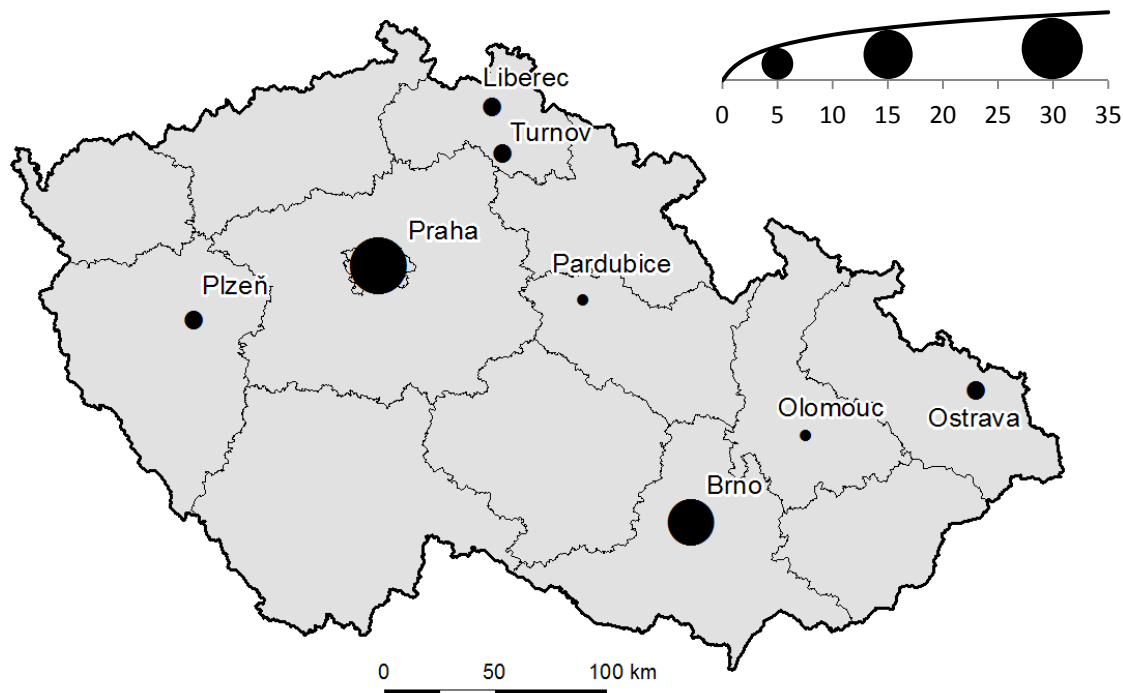 0 5 10 15 20 25 30 35
Liberec
Turnov
Praha
Pardubice
Plzeň
Olomouc
Ostrava
Brno
0 50 100 km